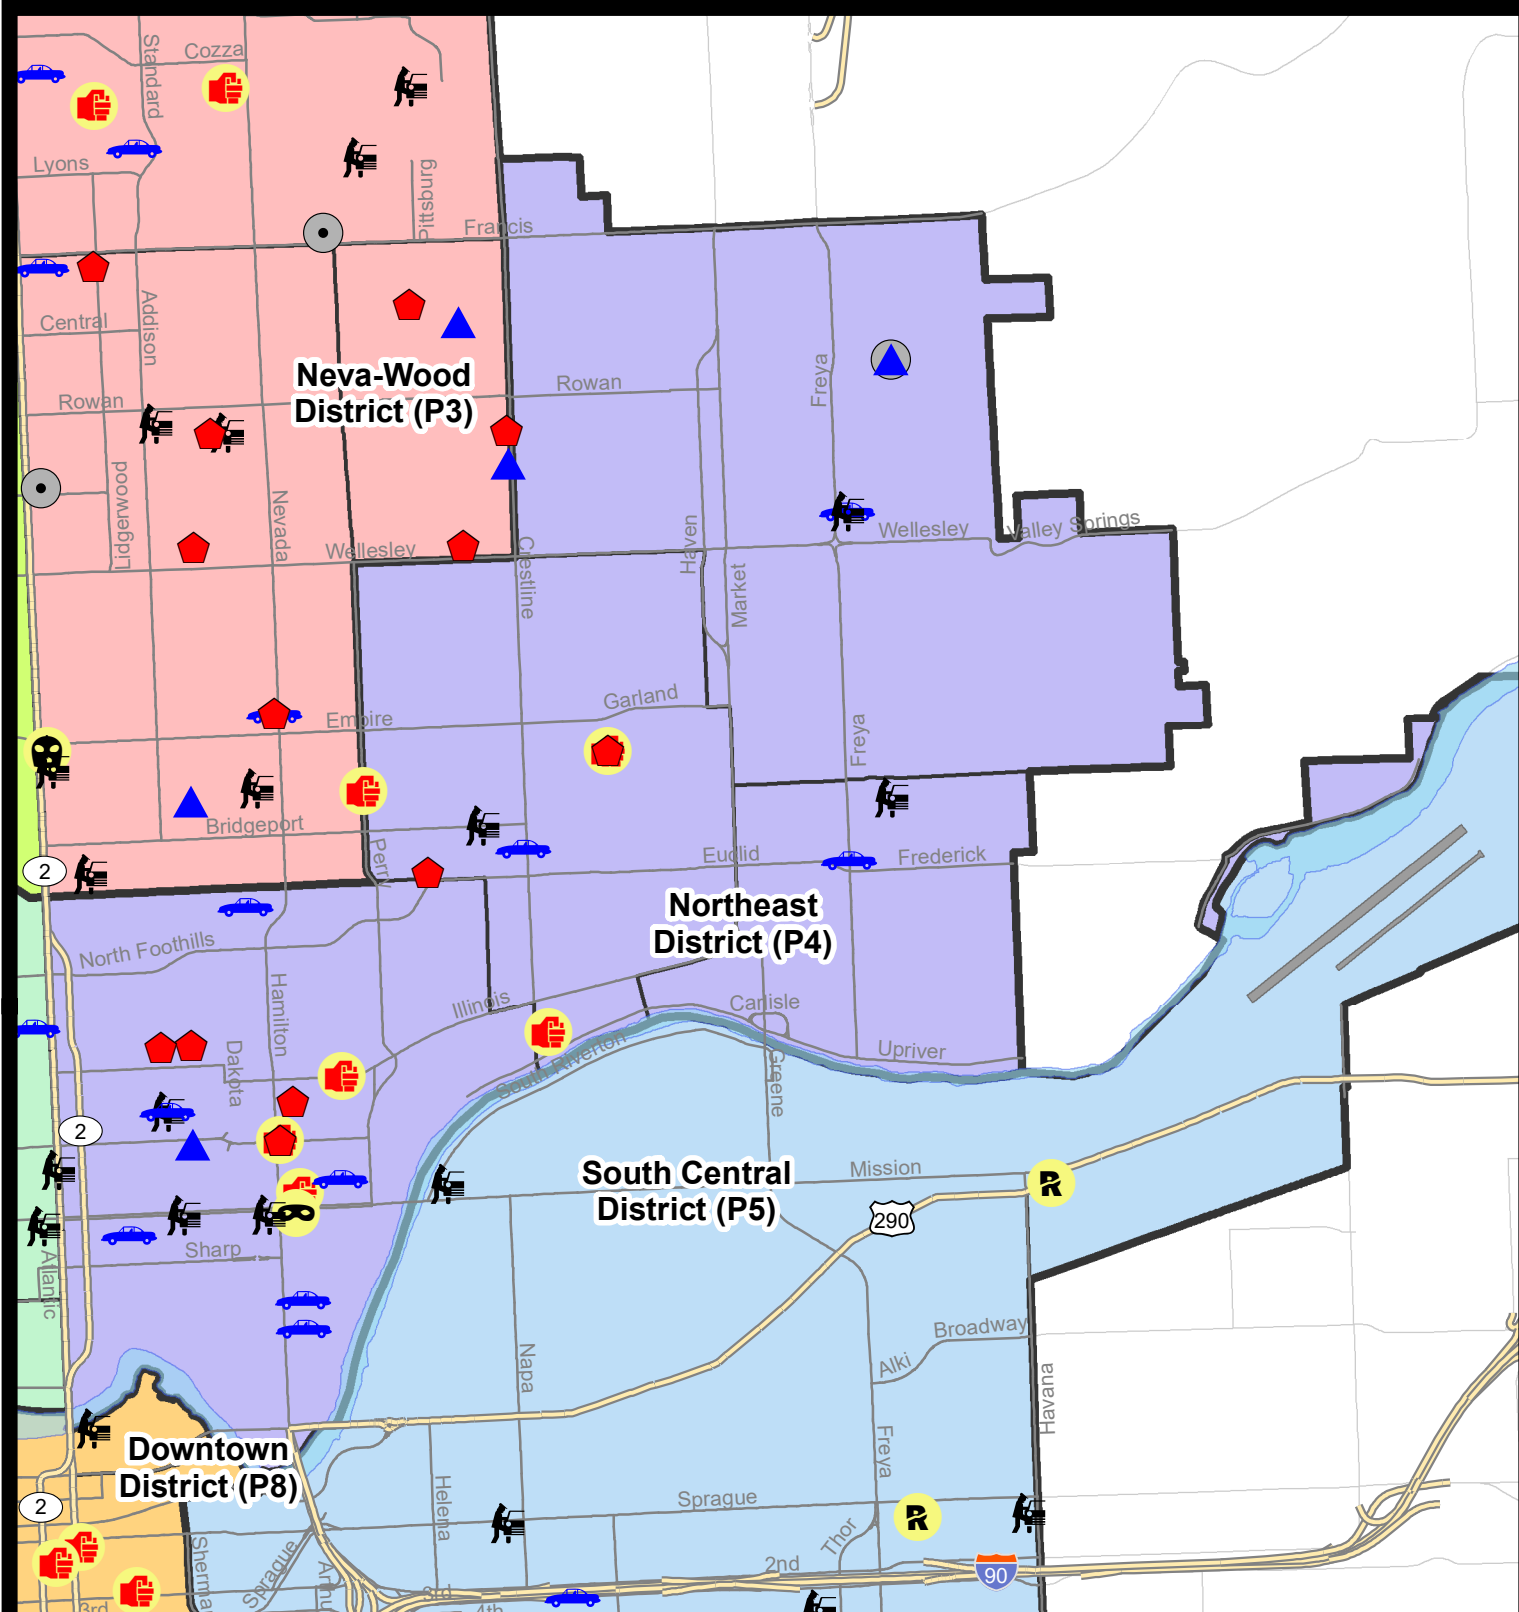 Standard
Cozza
Lyons
Pittsburg
Francis
Central
Addison
Neva-Wood
District (P3)
Rowan
Rowan
Freya
Lidgerwood
Nevada
Wellesley
Crestline
Haven
Market
Wellesley
Valley Springs
Empire
Garland
Freya
Bridgeport
Perry
Euclid
Frederick
2
Northeast
District (P4)
North Foothills
Hamilton
Illinois
Carlisle
South Riverton
Upriver
Greene
Dakota
2
South Central
District (P5)
Mission
290
R
Sharp
Atlantic
Napa
Broadway
Alki
Havana
Downtown
District (P8)
Freya
Helena
Sprague
R
2
Thor
Sprague
2nd
90
3rd
3rd
4th